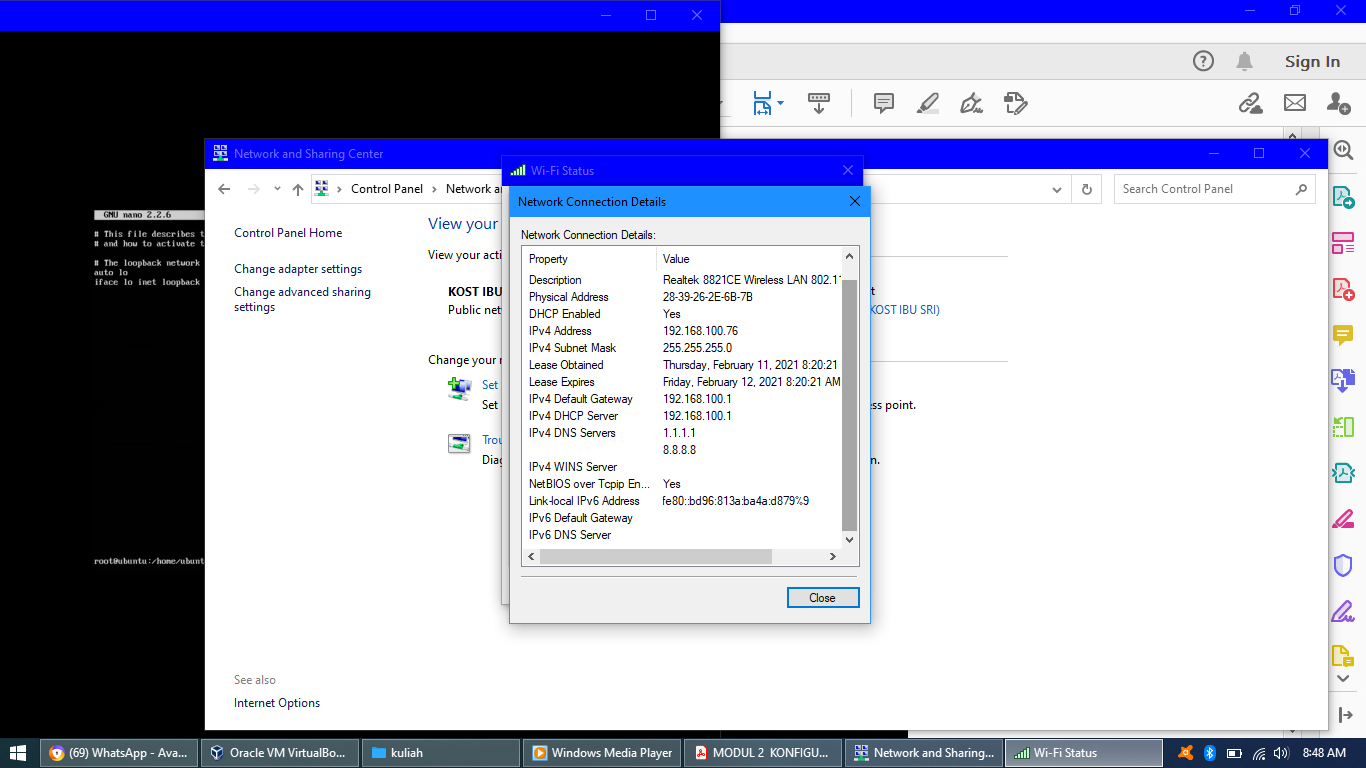 Sign In
Network and Sharing Center
Wi-Fi Status
Control Panel
Network a
Search Control Panel
Network Connection Details
GNU nano 2.2.6
# This file describes t
# and how to activate t
# The loopback network
auto lo
iface lo inet loopback
root@ubuntu:/home/ubunt
Control Panel Home
Change adapter settings
Change advanced sharing
settings
See also
Internet Options
View your
View your acti
KOST IBU
Public net
KOST IBU SRI)
Change your
Set
Set
ess point.
Trou
Diag
n.
Network Connection Details:
Property Value
Description Realtek 8821CE Wireless LAN 802.11
Physical Address 28-39-26-2E-6B-7B
DHCP Enabled Yes
IPv4 Address 192.168.100.76
IPv4 Subnet Mask 255.255.255.0
Lease Obtained Thursday, February 11, 2021 8:20:21
Lease Expires Friday, February 12, 2021 8:20:21 AM
IPv4 Default Gateway 192.168.100.1
IPv4 DHCP Server 192.168.100.1
IPv4 DNS Servers 1.1.1.1
8.8.8.8
IPv4 WINS Server
NetBIOS over Tcpip En... Yes
Link-local IPv6 Address fe80::bd96:813a:ba4a:d879%9
IPv6 Default Gateway
IPv6 DNS Server
Close
(69) WhatsApp - Ava...
Oracle VM VirtualBo...
kuliah
Windows Media Player
MODUL 2 KONFIGU...
Network and Sharing...
Wi-Fi Status
8:48 AM